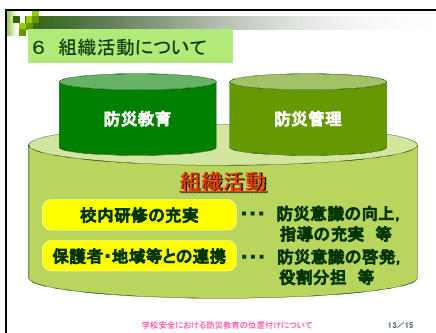 6 組織活動について
防災教育
防災管理
組織活動
校内研修の充実 ・・・ 防災意識の向上,
指導の充実 等
保護者・地域等との連携 ・・・ 防災意識の啓発,
役割分担 等
学校安全における防災教育の位置付けについて
13/15